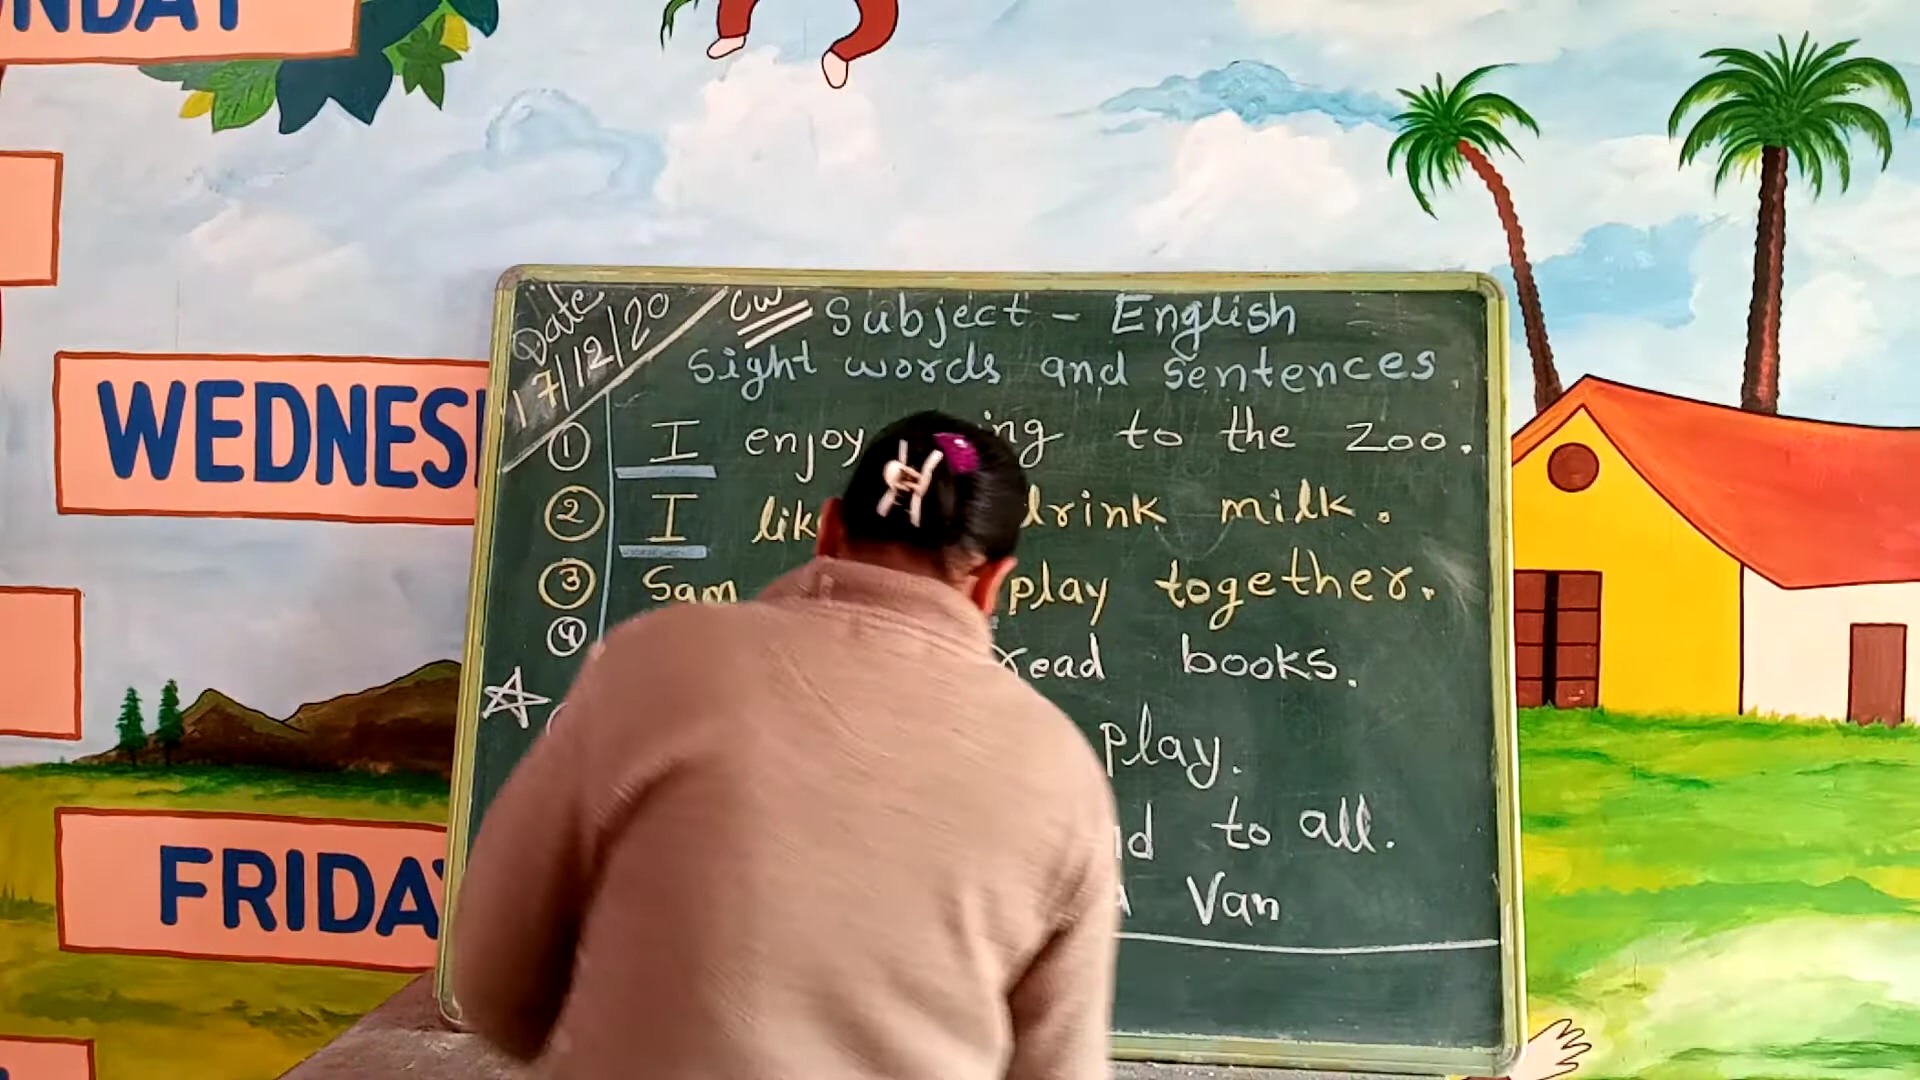 NDAY
WEDNES
FRIDAY
Date
17/12/20
CW
Subject - English
Sight words and Sentences.
① I enjoy ing to the Zoo.
② I lik drink milk.
③ Sam play together.
④ read books.
play.
to all.
Van